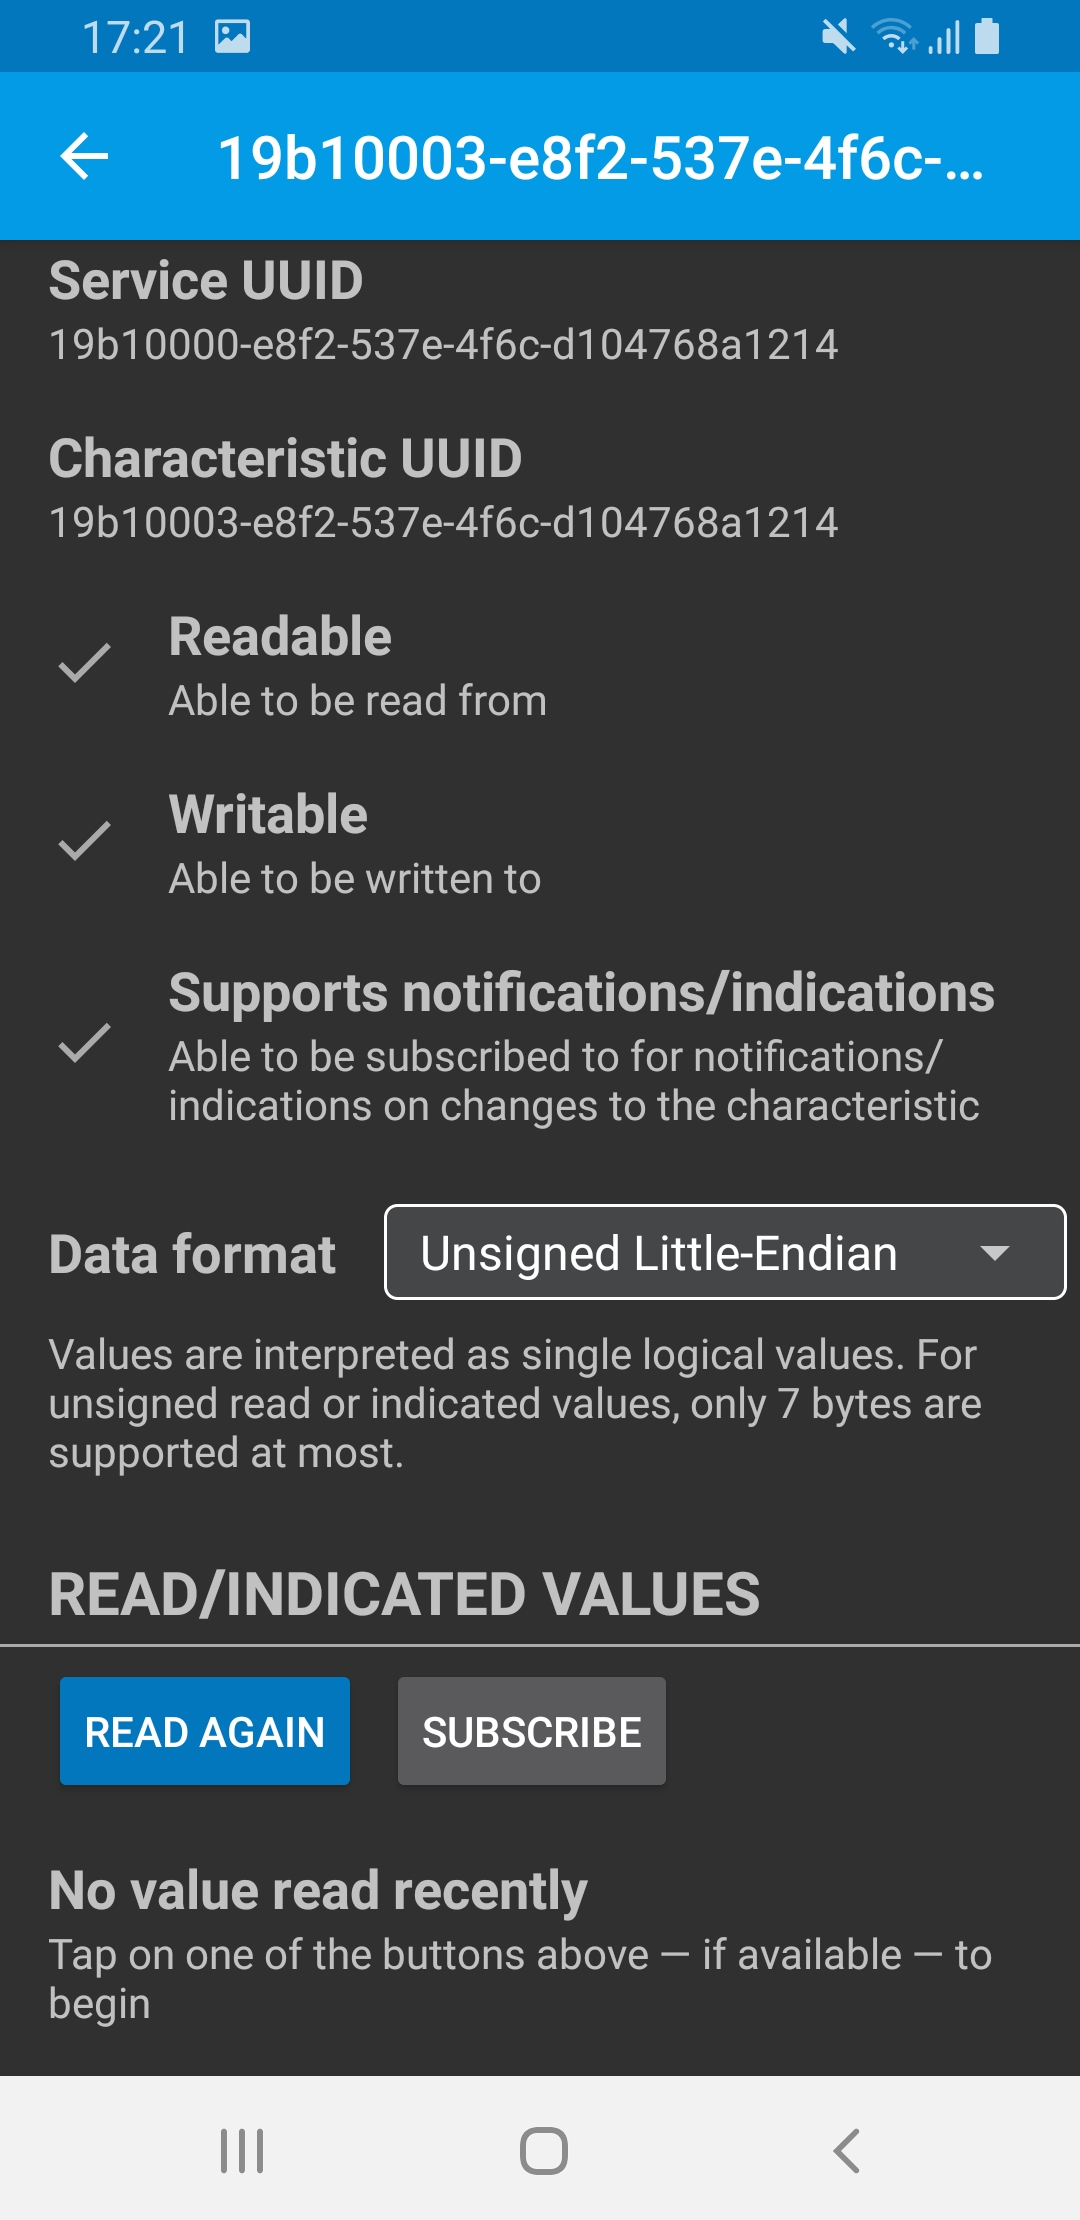 17:21
19b10003-e8f2-537e-4f6c-...
Service UUID
19b10000-e8f2-537e-4f6c-d104768a1214
Characteristic UUID
19b10003-e8f2-537e-4f6c-d104768a1214
Readable
Able to be read from
Writable
Able to be written to
Supports notifications/indications
Able to be subscribed to for notifications/
indications on changes to the characteristic
Data format
Unsigned Little-Endian
Values are interpreted as single logical values. For
unsigned read or indicated values, only 7 bytes are
supported at most.
READ/INDICATED VALUES
READ AGAIN
SUBSCRIBE
No value read recently
Tap on one of the buttons above — if available — to
begin